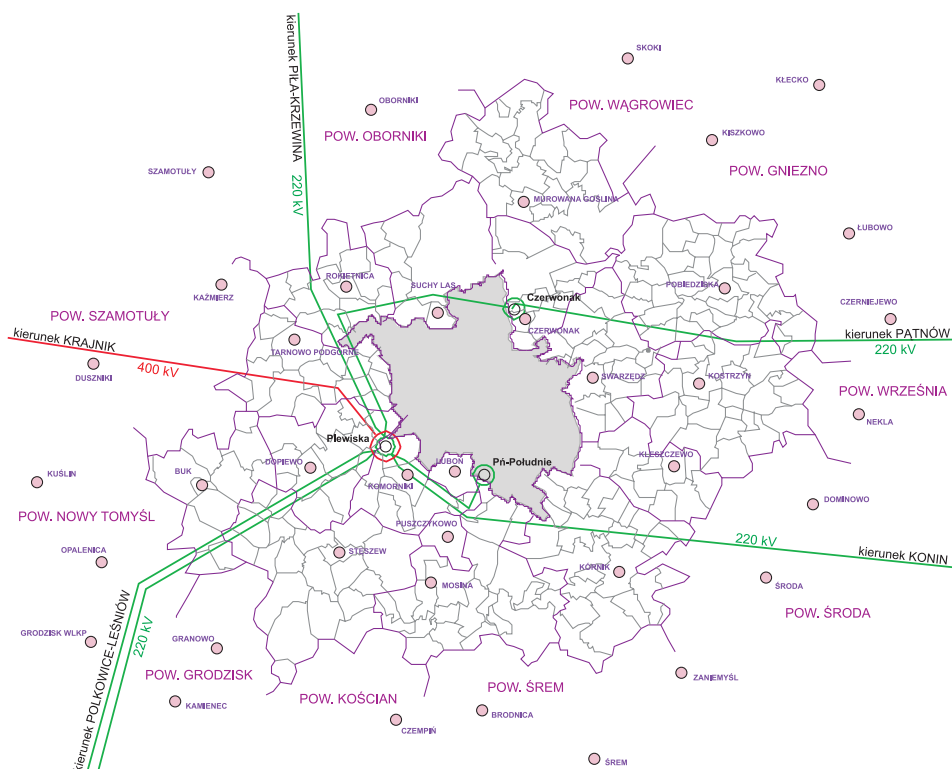 kierunek PIŁA-KRZEWINA
220 kV
SKOKI
KŁECKO
POW. WĄGROWIEC
OBORNIKI
POW. OBORNIKI
KISZKOWO
POW. GNIEZNO
SZAMOTUŁY
MUROWANA GOŚLINA
ŁUBOWO
KAŹMIERZ
ROKIETNICA
SUCHY LAS
Czerwonak
POBIEDZISKA
CZERNIEJEWO
POW. SZAMOTUŁY
CZERWONAK
kierunek PĄTNÓW
220 kV
kierunek KRAJNIK
400 kV
TARNOWO PODGÓRNE
DUSZNIKI
SWARZĘDZ
KOSTRZYN
POW. WRZEŚNIA
NEKLA
Plewiska
KUŚLIN
BUK
DOPIEWO
KOMORNIKI
LUBOŃ
Pń-Południe
KLESZCZEWO
DOMINOWO
POW. NOWY TOMYŚL
PUSZCZYKOWO
220 kV
kierunek KONIN
OPALENICA
STĘSZEW
MOSINA
KÓRNIK
ŚRODA
POW. ŚRODA
GRODZISK WLKP
GRANOWO
kierunek POLKOWICE-LEŚNIÓW
220 kV
POW. GRODZISK
KAMIENIEC
POW. KOŚCIAN
CZEMPIŃ
POW. ŚREM
BRODNICA
ZANIEMYŚL
ŚREM